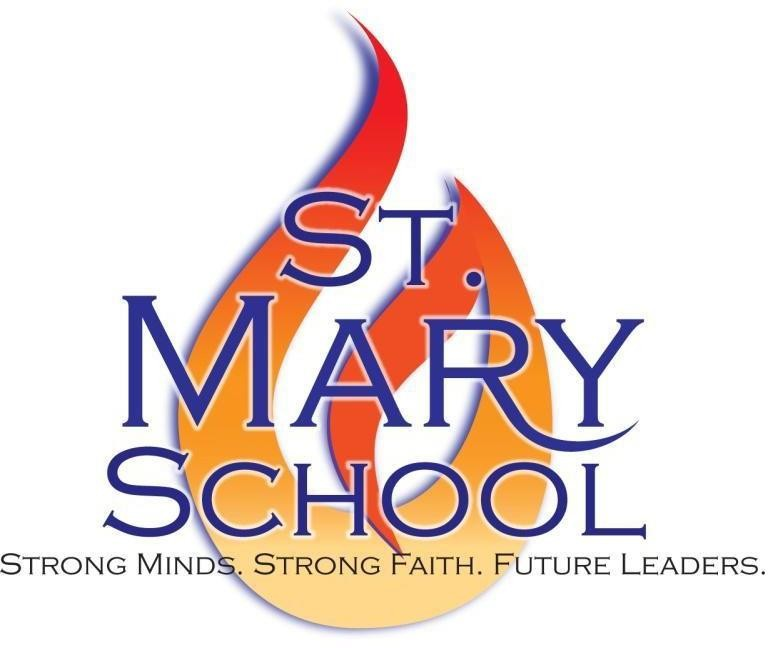 ST.
MARY
SCHOOL
STRONG MINDS. STRONG FAITH. FUTURE LEADERS.